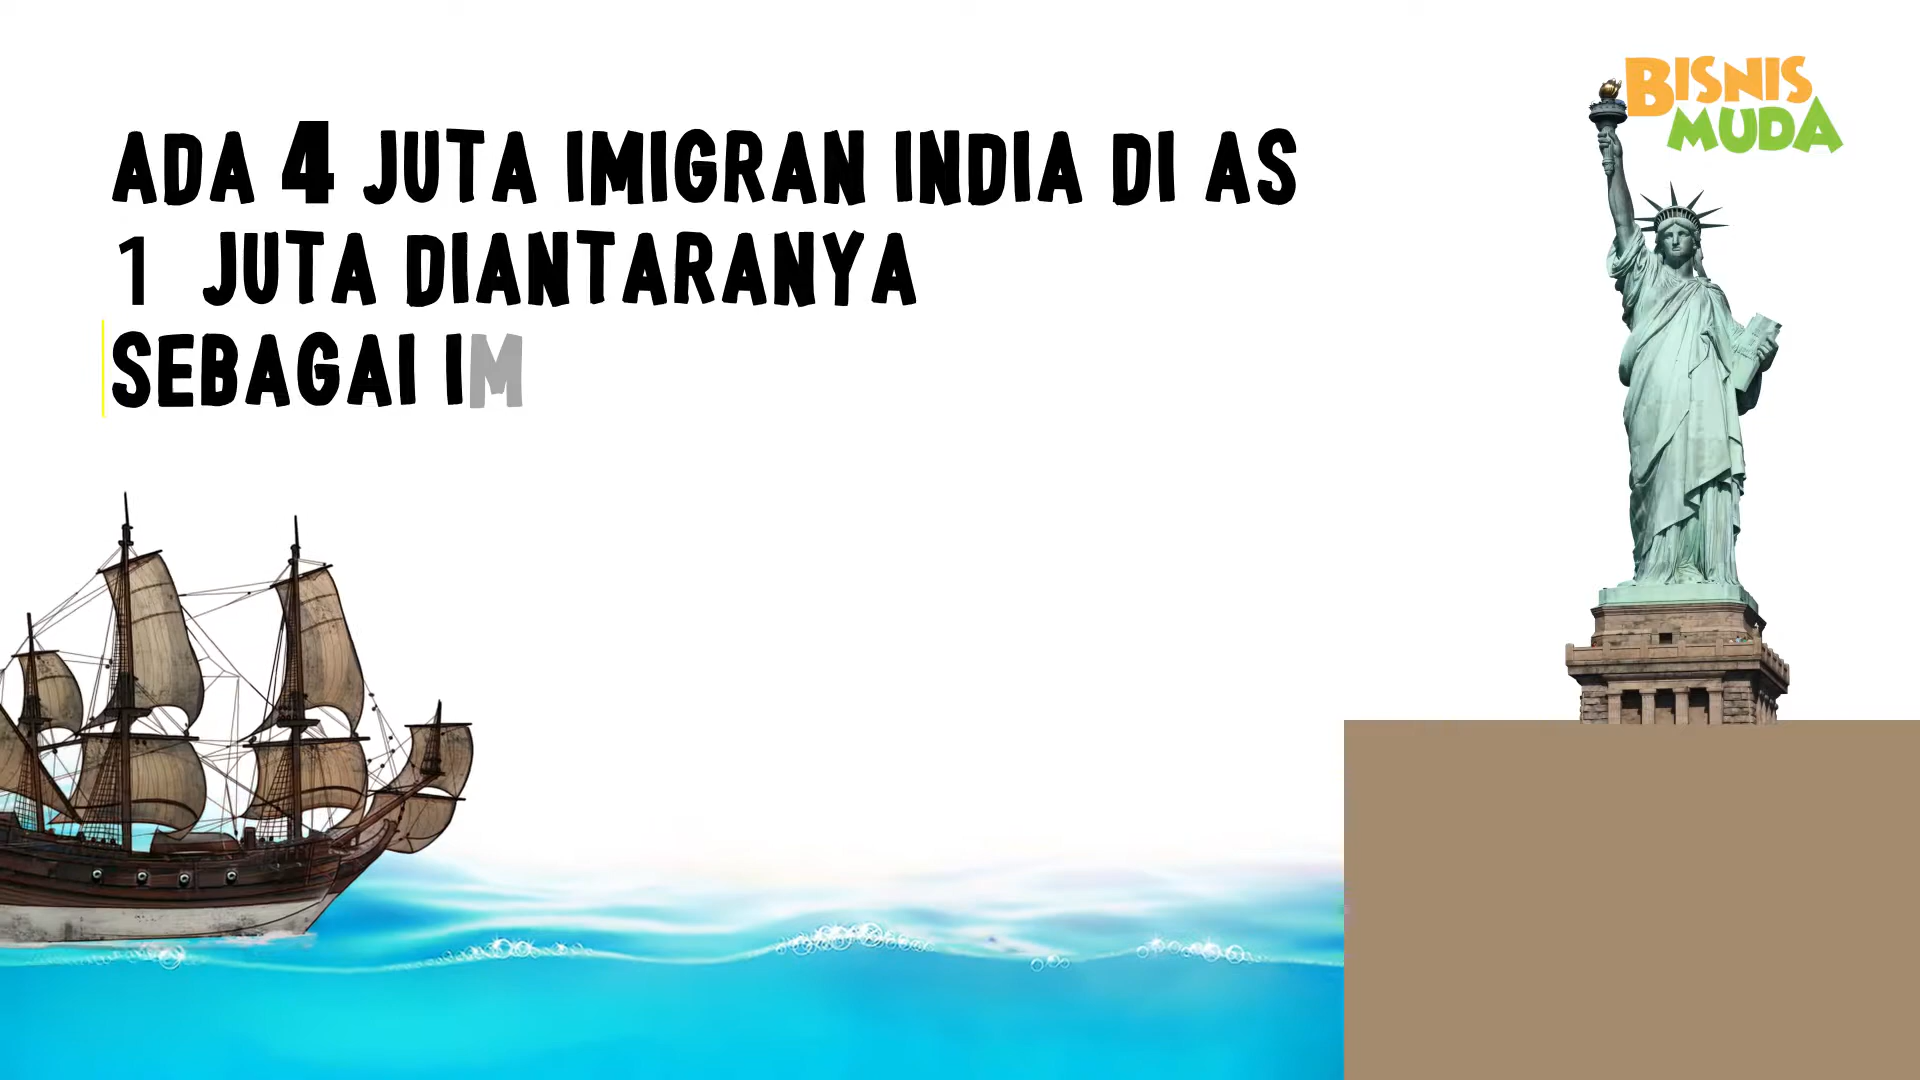 ADA 4 JUTA IMIGRAN INDIA DI AS
1 JUTA DIANTARANYA
SEBAGAI IM
BISNIS
MUDA